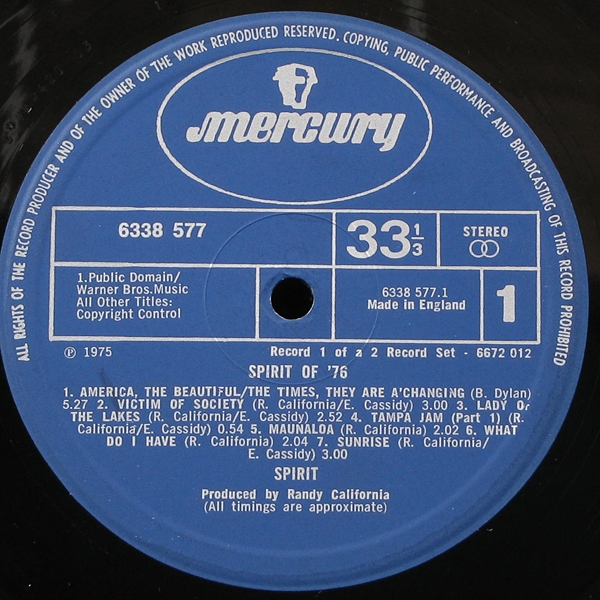 ALL RIGHTS OF THE RECORD PRODUCER AND OF THE OWNER OF THE WORK REPRODUCED RESERVED. COPYING, PUBLIC PERFORMANCE AND BROADCASTING OF THIS RECORD PROHIBITED
mercury
6338 577
33 1/3
STEREO
1.Public Domain/
Warner Bros.Music
All Other Titles:
Copyright Control
6338 577.1
Made in England
1
℗ 1975
Record 1 of a 2 Record Set - 6672 012
SPIRIT OF '76
1. AMERICA, THE BEAUTIFUL/THE TIMES, THEY ARE A'CHANGING (B. Dylan)
5.27 2. VICTIM OF SOCIETY (R. California/E. Cassidy) 3.00 3. LADY Of
THE LAKES (R. California/E. Cassidy) 2.52 4. TAMPA JAM (Part 1) (R.
California/E. Cassidy) 0.54 5. MAUNALOA (R. California) 2.02 6. WHAT
DO I HAVE (R. California) 2.04 7. SUNRISE (R. California/
E. Cassidy) 3.00
SPIRIT
Produced by Randy California
(All timings are approximate)